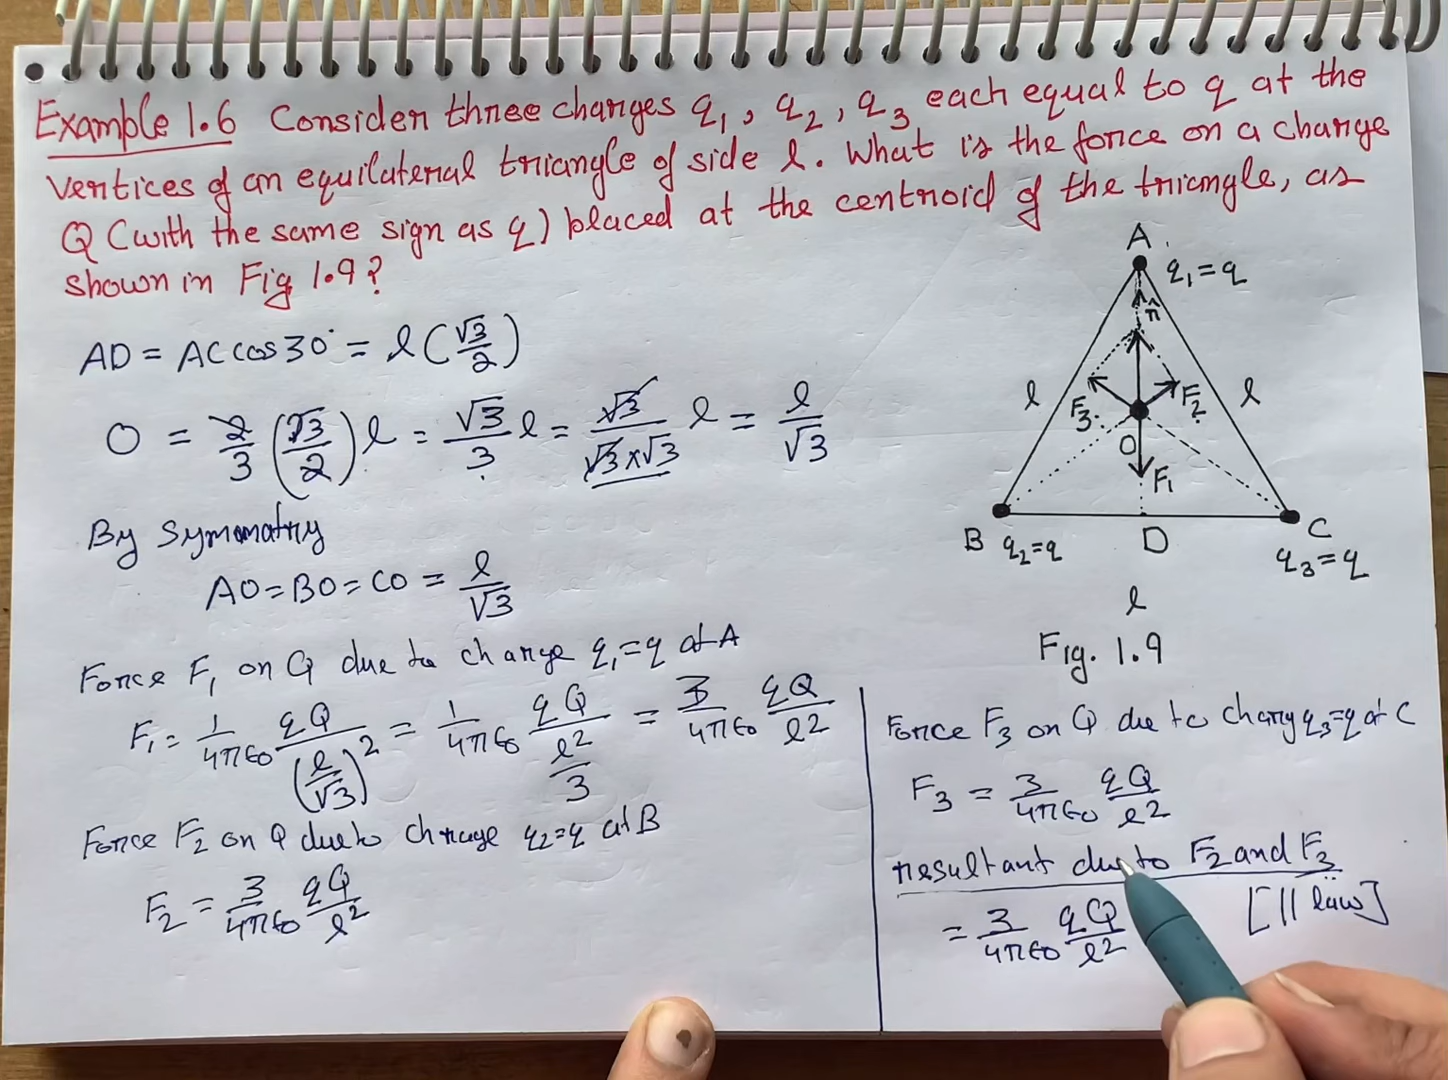 Example 1.6 Consider three charges q₁, q₂, q₃ each equal to q at the
vertices of an equilateral triangle of side l. What is the force on a charge
Q (with the same sign as q) placed at the centroid of the triangle, as
shown in Fig 1.9?
AD = AC cos30° = l(√3/2)
O = 2/3 (√3/2) l = √3/3 l = √3/(√3×√3) l = l/√3
By Symmatry
AO = BO = CO = l/√3
Force F₁ on Q due to charge q₁=q at A
F₁ = 1/4πε₀ qQ/(l/√3)² = 1/4πε₀ qQ/(l²/3) = 3/4πε₀ qQ/l²
Force F₂ on Q due to charge q₂=q at B
F₂ = 3/4πε₀ qQ/l²
A
q₁=q
n̂
l
l
F₃
F₂
O
F₁
B q₂=q
D
C
q₃=q
l
Fig. 1.9
Force F₃ on Q due to charg q₃=q at C
F₃ = 3/4πε₀ qQ/l²
resultant due to F₂ and F₃
= 3/4πε₀ qQ/l² [|| law]